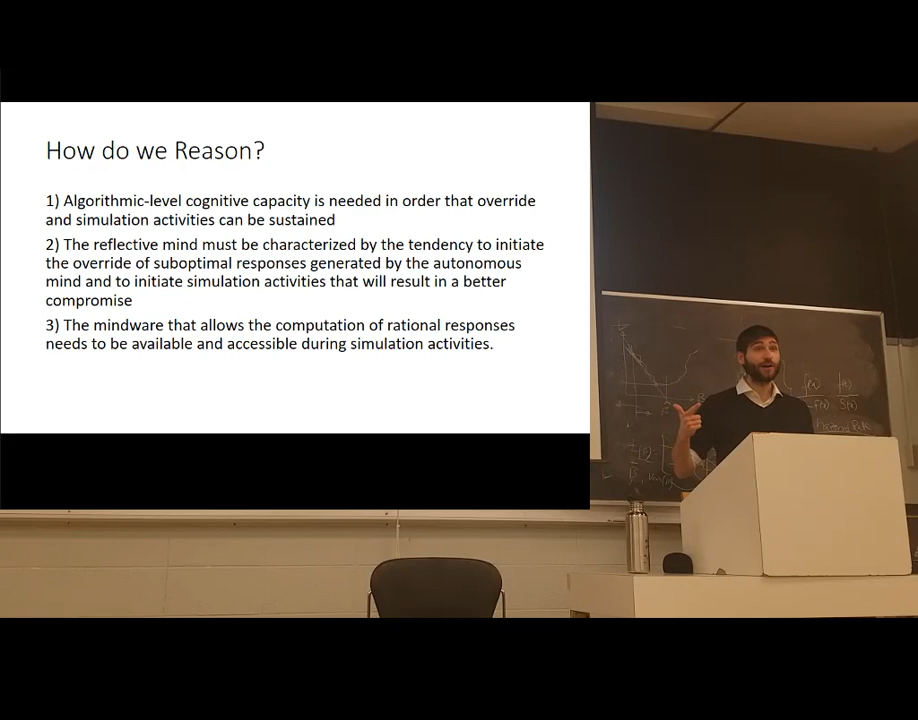 How do we Reason?
1) Algorithmic-level cognitive capacity is needed in order that override
and simulation activities can be sustained
2) The reflective mind must be characterized by the tendency to initiate
the override of suboptimal responses generated by the autonomous
mind and to initiate simulation activities that will result in a better
compromise
3) The mindware that allows the computation of rational responses
needs to be available and accessible during simulation activities.